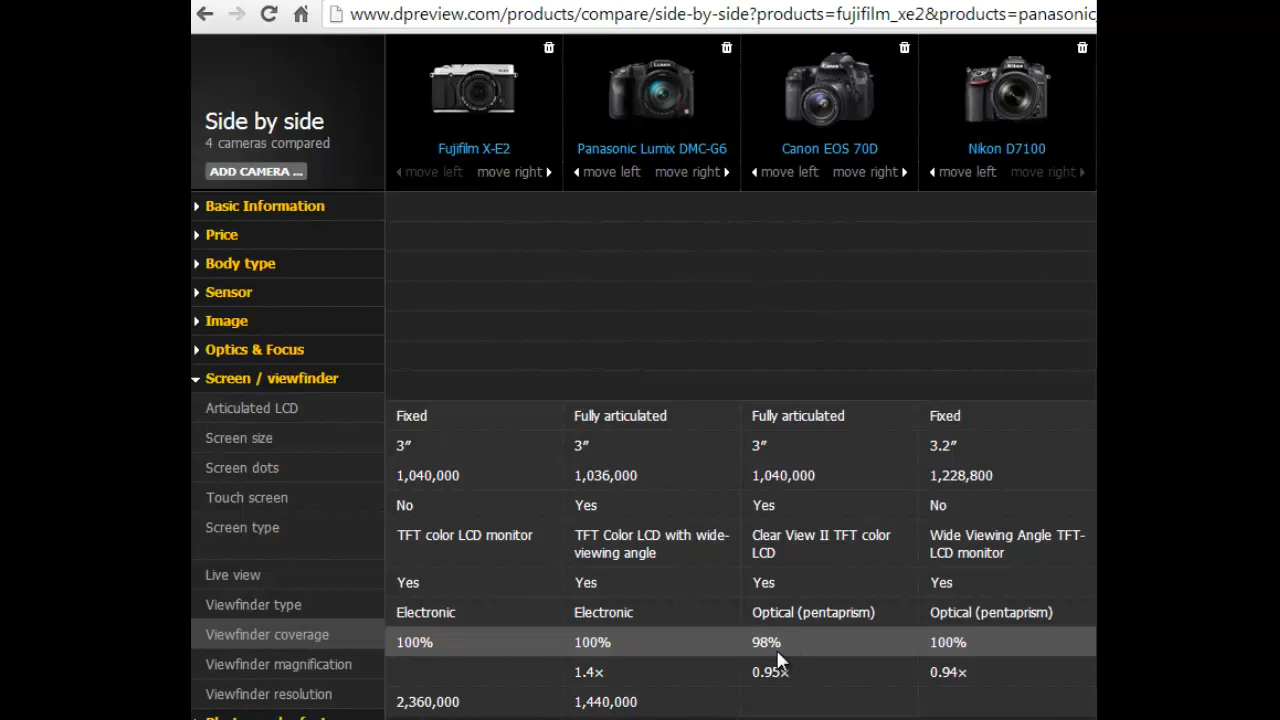 www.dpreview.com/products/compare/side-by-side?products=fujifilm_xe2&products=panasonic_
Side by side
4 cameras compared
ADD CAMERA ...
Fujifilm X-E2 Panasonic Lumix DMC-G6 Canon EOS 70D Nikon D7100
move left move right move left move right move left move right move left move right
Basic Information
Price
Body type
Sensor
Image
Optics & Focus
Screen / viewfinder
Articulated LCD Fixed Fully articulated Fully articulated Fixed
Screen size 3″ 3″ 3″ 3.2″
Screen dots 1,040,000 1,036,000 1,040,000 1,228,800
Touch screen No Yes Yes No
Screen type TFT color LCD monitor TFT Color LCD with wide- Clear View II TFT color Wide Viewing Angle TFT-
viewing angle LCD LCD monitor
Live view Yes Yes Yes Yes
Viewfinder type Electronic Electronic Optical (pentaprism) Optical (pentaprism)
Viewfinder coverage 100% 100% 98% 100%
Viewfinder magnification 1.4× 0.95× 0.94×
Viewfinder resolution 2,360,000 1,440,000